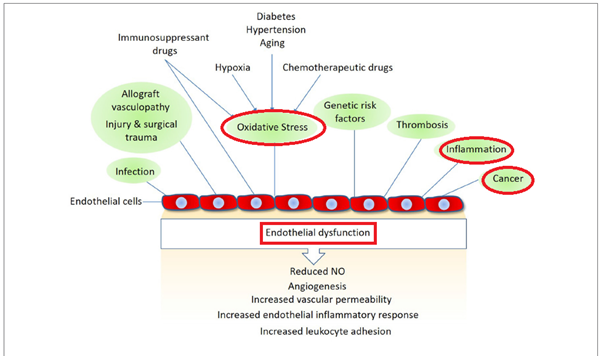 Diabetes
Hypertension
Aging
Immunosuppressant
drugs
Hypoxia
Chemotherapeutic drugs
Allograft
vasculopathy
Injury & surgical
trauma
Oxidative Stress
Genetic risk
factors
Thrombosis
Inflammation
Infection
Cancer
Endothelial cells
Endothelial dysfunction
Reduced NO
Angiogenesis
Increased vascular permeability
Increased endothelial inflammatory response
Increased leukocyte adhesion